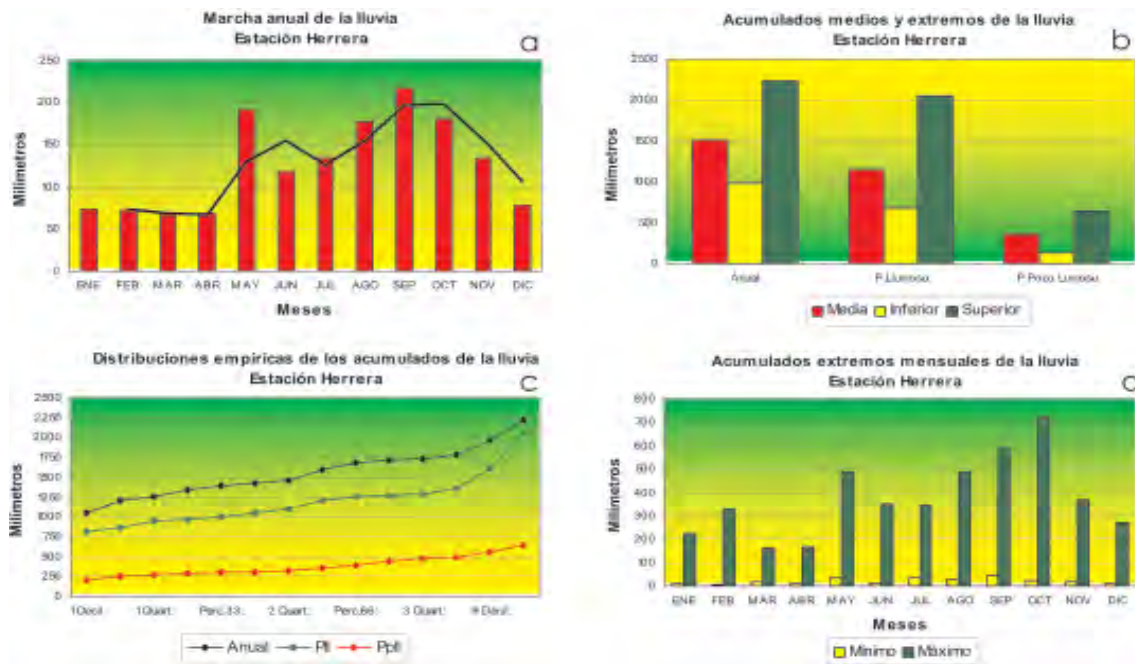 Marcha anual de la lluvia
Estación Herrera
a
250
200
150
100
50
0
Milímetros
ENE FEB MAR ABR MAY JUN JUL AGO SEP OCT NOV DIC
Meses
Acumulados medios y extremos de la lluvia
Estación Herrera
b
2500
2000
1500
1000
500
0
Milímetros
Anual P.Lluvioso P.Poco Lluvioso
Media Inferior Superior
Distribuciones empíricas de los acumulados de la lluvia
Estación Herrera
c
2500
2250
2000
1750
1500
1250
1000
750
500
250
0
Milímetros
1Decil 1Quart. Perc.33. 2 Quart. Perc.66. 3 Quart. 9 Decil.
Anual Pll Ppll
Acumulados extremos mensuales de la lluvia
Estación Herrera
800
700
600
500
400
300
200
100
0
Milímetros
ENE FEB MAR ABR MAY JUN JUL AGO SEP OCT NOV DIC
Meses
Mínimo Máximo